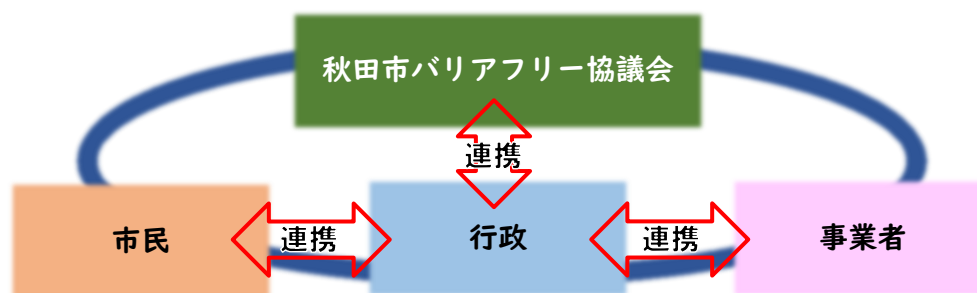 秋田市バリアフリー協議会
連携
市民
連携
行政
連携
事業者